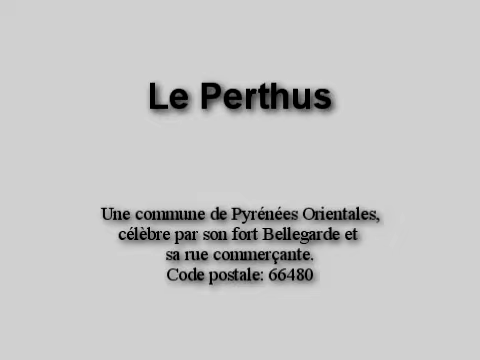 Le Perthus
Une commune de Pyrénées Orientales,
célèbre par son fort Bellegarde et
sa rue commerçante.
Code postale: 66480